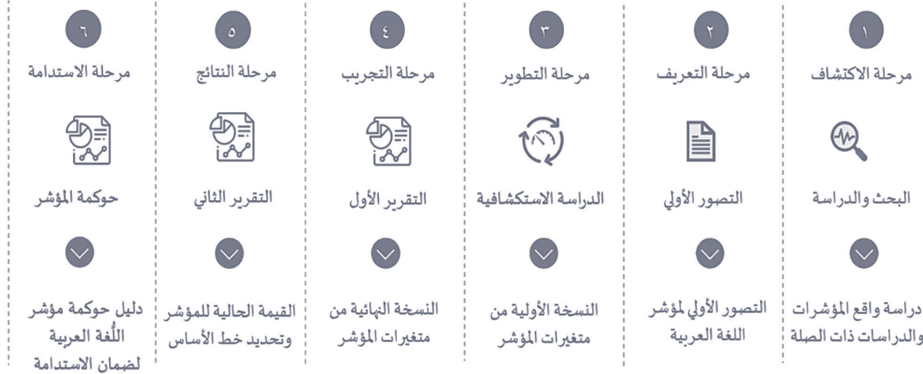 ١
مرحلة الاكتشاف
البحث والدراسة
دراسة واقع المؤشرات
والدراسات ذات الصلة
٢
مرحلة التعريف
التصور الأولي
التصور الأولي لمؤشر
اللغة العربية
٣
مرحلة التطوير
الدراسة الاستكشافية
النسخة الأولية من
متغيرات المؤشر
٤
مرحلة التجريب
التقرير الأول
النسخة النهائية من
متغيرات المؤشر
٥
مرحلة النتائج
التقرير الثاني
القيمة الحالية للمؤشر
وتحديد خط الأساس
٦
مرحلة الاستدامة
حوكمة المؤشر
دليل حوكمة مؤشر
اللُّغة العربية
لضمان الاستدامة